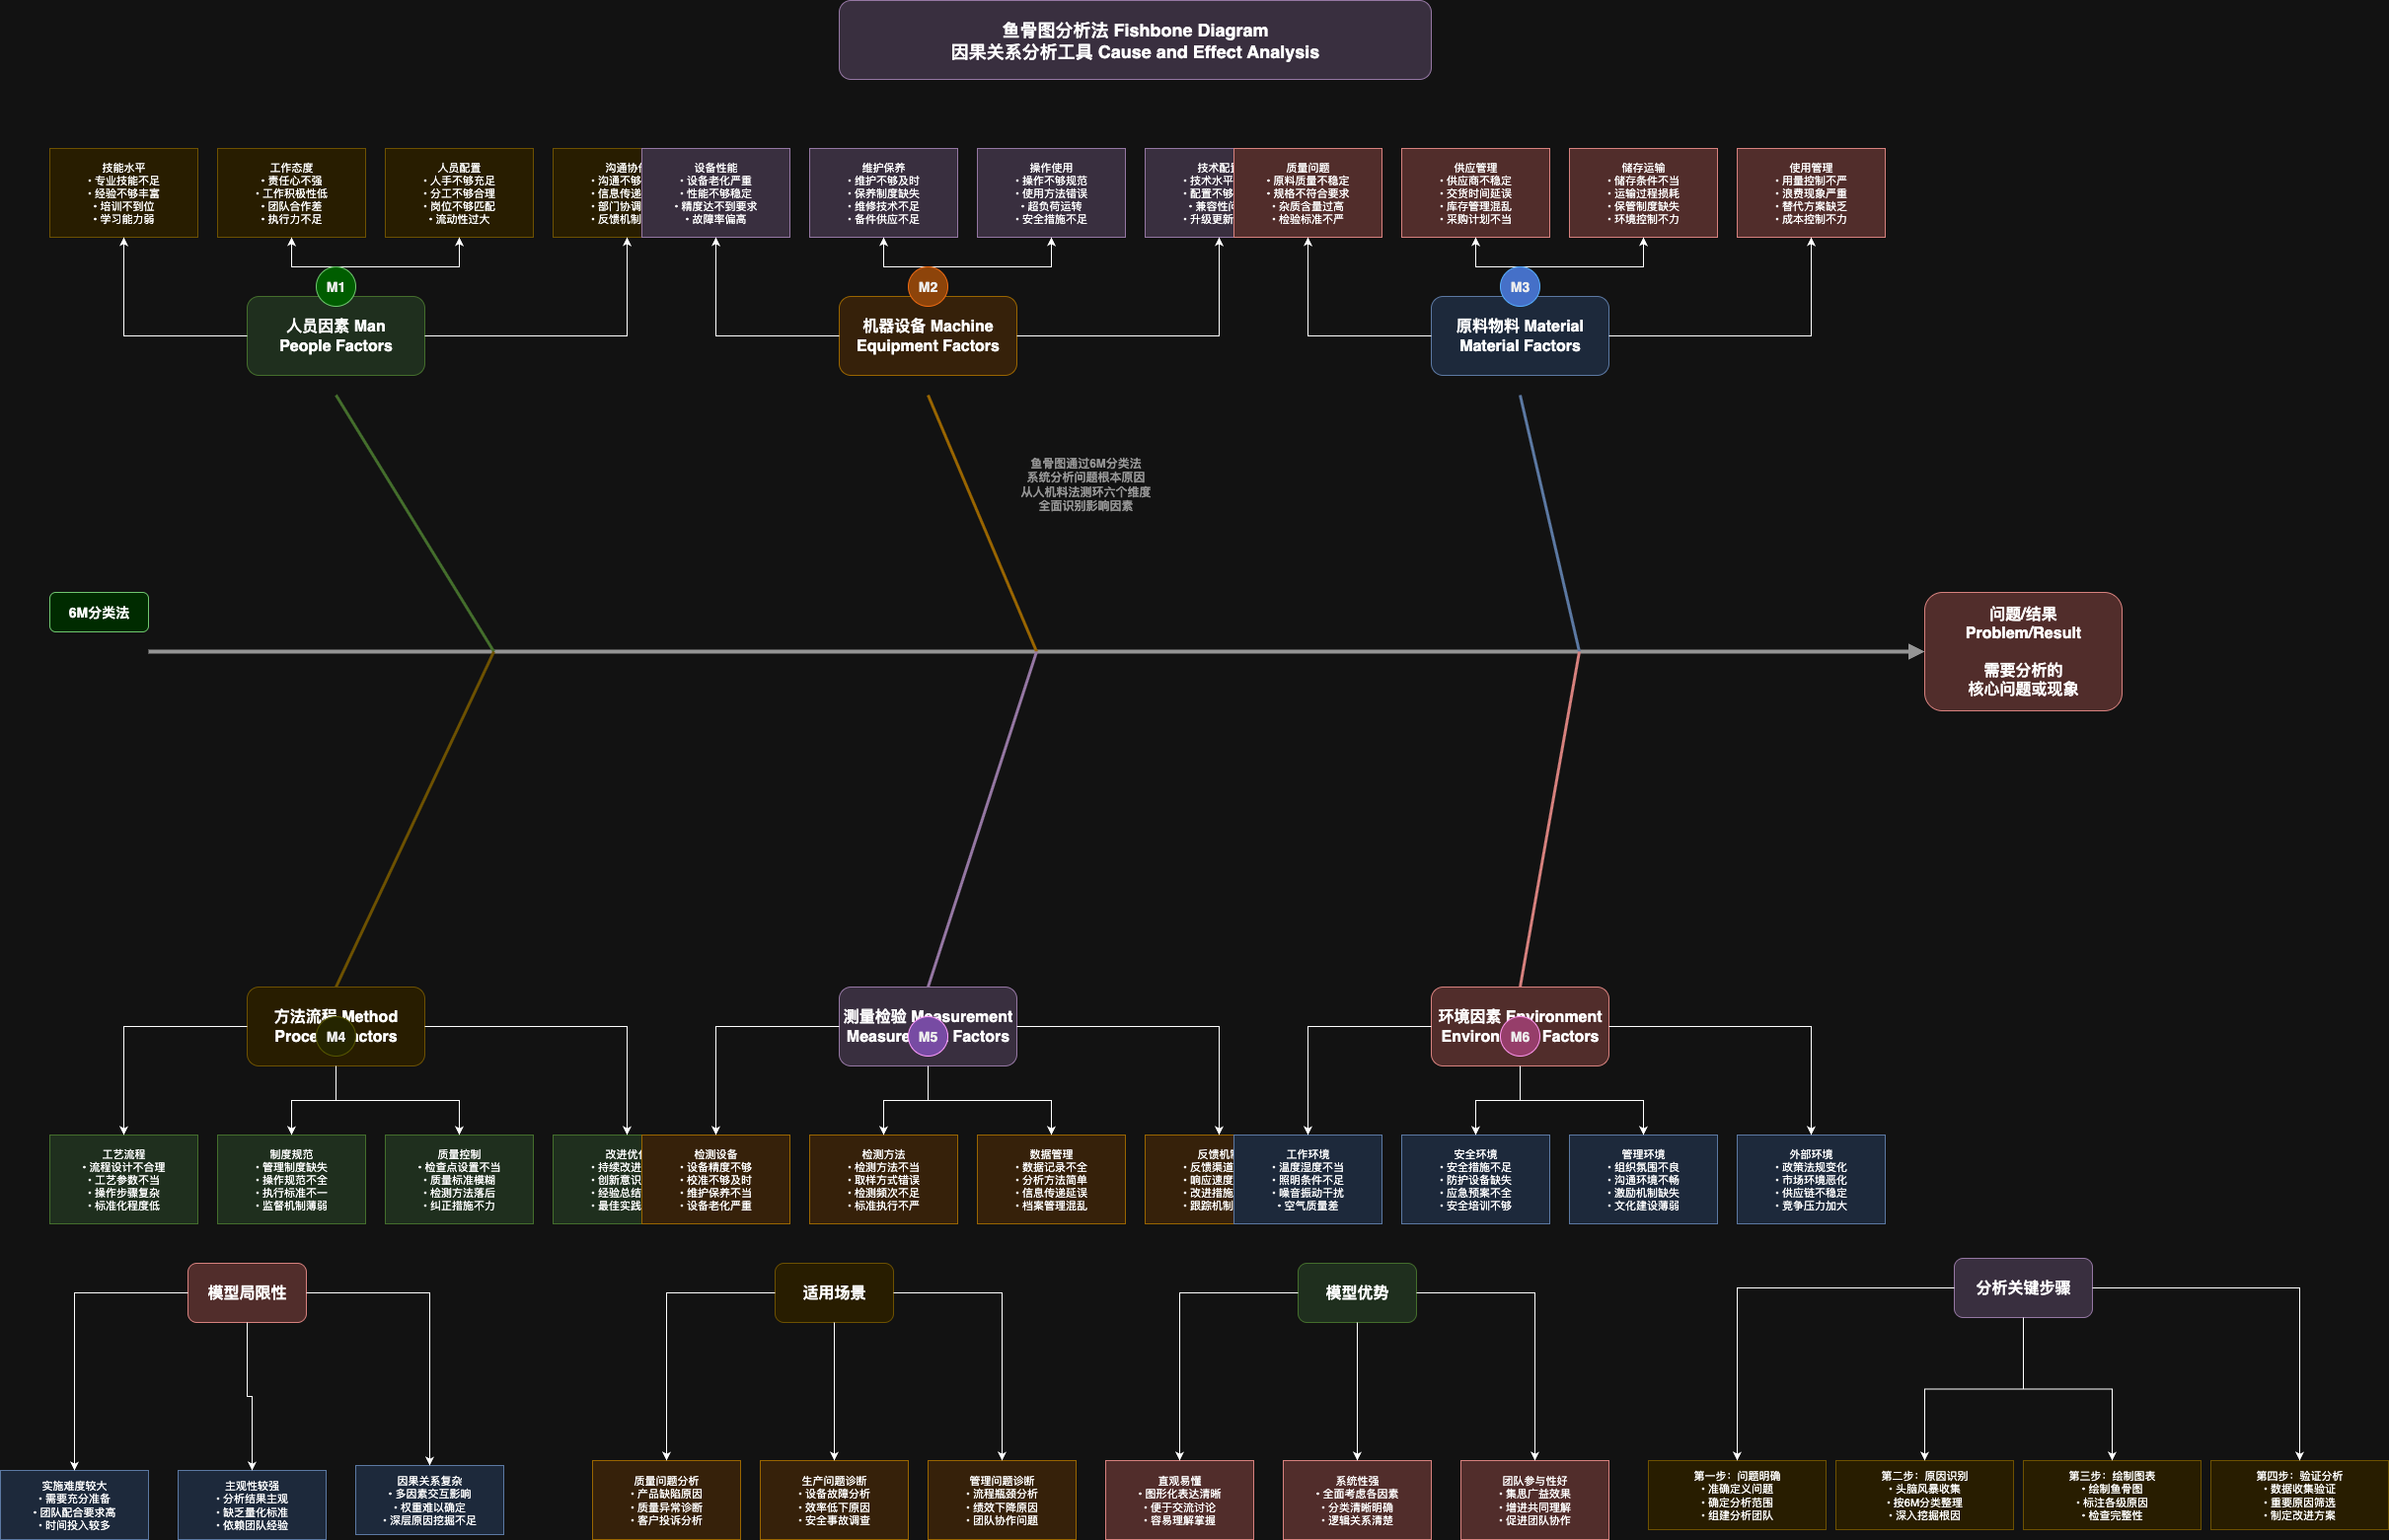 鱼骨图分析法 Fishbone Diagram
因果关系分析工具 Cause and Effect Analysis
技能水平
• 专业技能不足
• 经验不够丰富
• 培训不到位
• 学习能力弱
工作态度
• 责任心不强
• 工作积极性低
• 团队合作差
• 执行力不足
人员配置
• 人手不够充足
• 分工不够合理
• 岗位不够匹配
• 流动性过大
沟通协
• 沟通不够
• 信息传递
• 部门协调
• 反馈机制
设备性能
• 设备老化严重
• 性能不够稳定
• 精度达不到要求
• 故障率偏高
维护保养
• 维护不够及时
• 保养制度缺失
• 维修技术不足
• 备件供应不足
操作使用
• 操作不够规范
• 使用方法错误
• 超负荷运转
• 安全措施不足
技术配
• 技术水平
• 配置不够
• 兼容性
• 升级更新
质量问题
• 原料质量不稳定
• 规格不符合要求
• 杂质含量过高
• 检验标准不严
供应管理
• 供应商不稳定
• 交货时间延误
• 库存管理混乱
• 采购计划不当
储存运输
• 储存条件不当
• 运输过程损耗
• 保管制度缺失
• 环境控制不力
使用管理
• 用量控制不严
• 浪费现象严重
• 替代方案缺乏
• 成本控制不力
M1
人员因素 Man
People Factors
M2
机器设备 Machine
Equipment Factors
M3
原料物料 Material
Material Factors
鱼骨图通过6M分类法
系统分析问题根本原因
从人机料法测环六个维度
全面识别影响因素
6M分类法
问题/结果
Problem/Result
需要分析的
核心问题或现象
方法流程 Method
M4
测量检验 Measurement
Factors
M5
环境因素 Environment
Factors
M6
工艺流程
• 流程设计不合理
• 工艺参数不当
• 操作步骤复杂
• 标准化程度低
制度规范
• 管理制度缺失
• 操作规范不全
• 执行标准不一
• 监督机制薄弱
质量控制
• 检查点设置不当
• 质量标准模糊
• 检测方法落后
• 纠正措施不力
改进优
• 持续改进
• 创新意识
• 经验总结
• 最佳实践
检测设备
• 设备精度不够
• 校准不够及时
• 维护保养不当
• 设备老化严重
检测方法
• 检测方法不当
• 取样方式错误
• 检测频次不足
• 标准执行不严
数据管理
• 数据记录不全
• 分析方法简单
• 信息传递延误
• 档案管理混乱
反馈机
• 反馈渠道
• 响应速度
• 改进措施
• 跟踪机制
工作环境
• 温度湿度不当
• 照明条件不足
• 噪音振动干扰
• 空气质量差
安全环境
• 安全措施不足
• 防护设备缺失
• 应急预案不全
• 安全培训不够
管理环境
• 组织氛围不良
• 沟通环境不畅
• 激励机制缺失
• 文化建设薄弱
外部环境
• 政策法规变化
• 市场环境恶化
• 供应链不稳定
• 竞争压力加大
模型局限性
适用场景
模型优势
分析关键步骤
实施难度较大
• 需要充分准备
• 团队配合要求高
• 时间投入较多
主观性较强
• 分析结果主观
• 缺乏量化标准
• 依赖团队经验
因果关系复杂
• 多因素交互影响
• 权重难以确定
• 深层原因挖掘不足
质量问题分析
• 产品缺陷原因
• 质量异常诊断
• 客户投诉分析
生产问题诊断
• 设备故障分析
• 效率低下原因
• 安全事故调查
管理问题诊断
• 流程瓶颈分析
• 绩效下降原因
• 团队协作问题
直观易懂
• 图形化表达清晰
• 便于交流讨论
• 容易理解掌握
系统性强
• 全面考虑各因素
• 分类清晰明确
• 逻辑关系清楚
团队参与性好
• 集思广益效果
• 增进共同理解
• 促进团队协作
第一步：问题明确
• 准确定义问题
• 确定分析范围
• 组建分析团队
第二步：原因识别
• 头脑风暴收集
• 按6M分类整理
• 深入挖掘根因
第三步：绘制图表
• 绘制鱼骨图
• 标注各级原因
• 检查完整性
第四步：验证分析
• 数据收集验证
• 重要原因筛选
• 制定改进方案